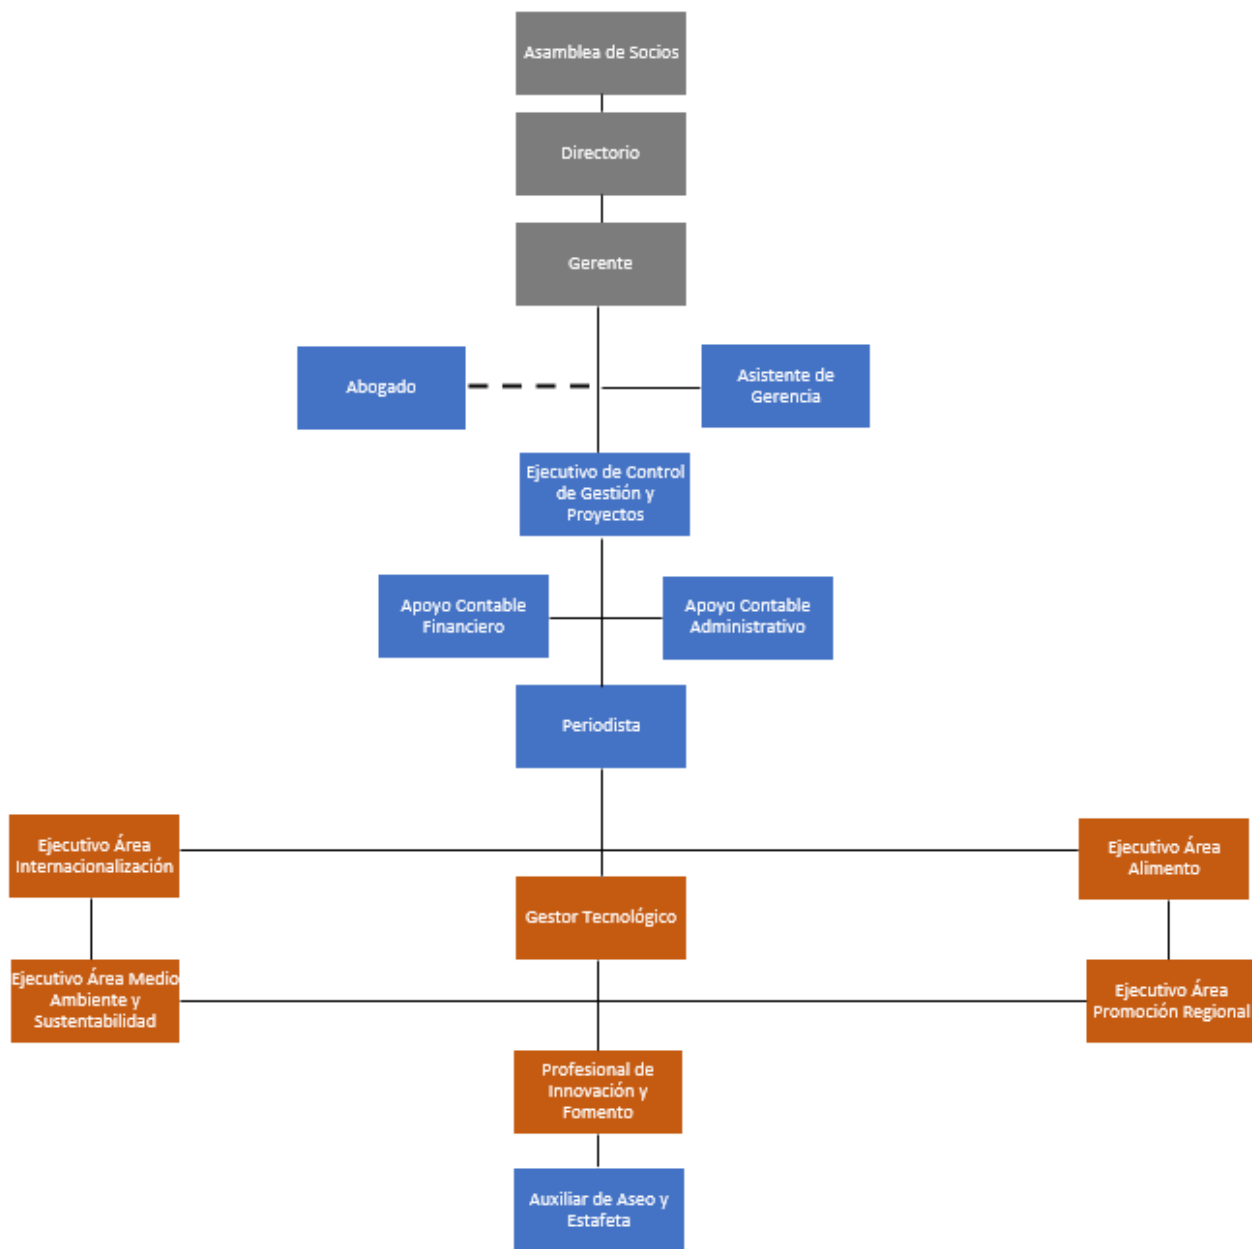 Asamblea de Socios
Directorio
Gerente
Abogado
Asistente de
Gerencia
Ejecutivo de Control
de Gestión y
Proyectos
Apoyo Contable
Financiero
Apoyo Contable
Administrativo
Periodista
Ejecutivo Área
Internacionalización
Ejecutivo Área
Alimento
Gestor Tecnológico
Ejecutivo Área Medio
Ambiente y
Sustentabilidad
Ejecutivo Área
Promoción Regional
Profesional de
Innovación y
Fomento
Auxiliar de Aseo y
Estafeta